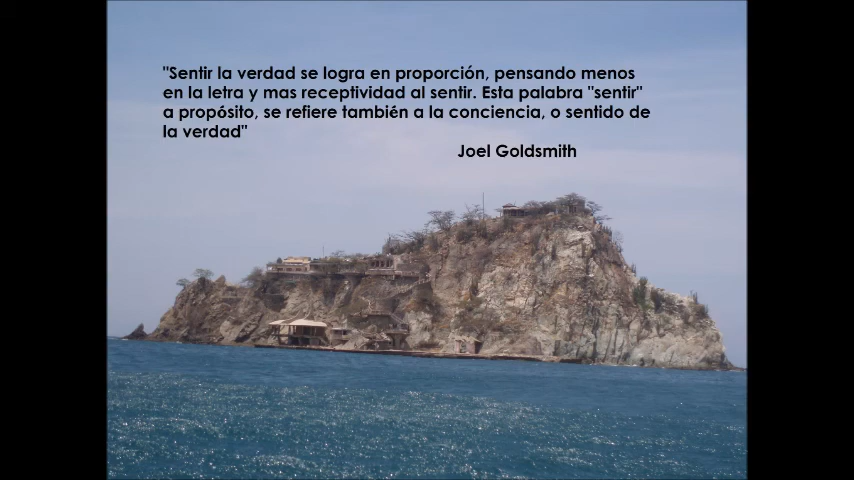 "Sentir la verdad se logra en proporción, pensando menos
en la letra y mas receptividad al sentir. Esta palabra "sentir"
a propósito, se refiere también a la conciencia, o sentido de
la verdad"
Joel Goldsmith